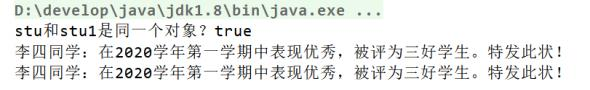 D:\develop\java\jdk1.8\bin\java.exe ...
stu和stu1是同一个对象？true
李四同学：在2020学年第一学期中表现优秀，被评为三好学生。特发此状！
李四同学：在2020学年第一学期中表现优秀，被评为三好学生。特发此状！